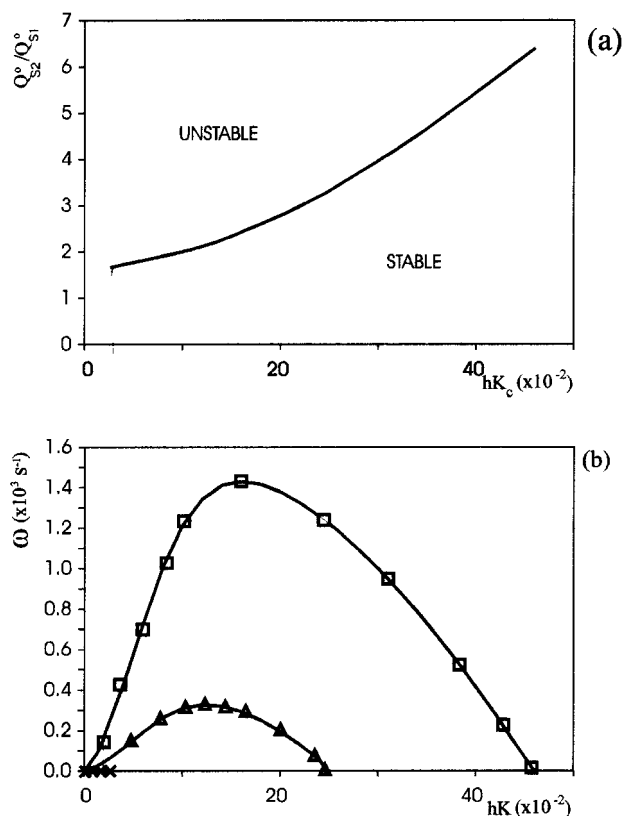 (a)
Q°S2/Q°S1
7
6
5
4
3
2
1
0
UNSTABLE
STABLE
0
20
40
hKc (x10-2)
(b)
ω (x10³ s-1)
1.6
1.4
1.2
1.0
0.8
0.6
0.4
0.2
0.0
0
20
40
hK (x10-2)